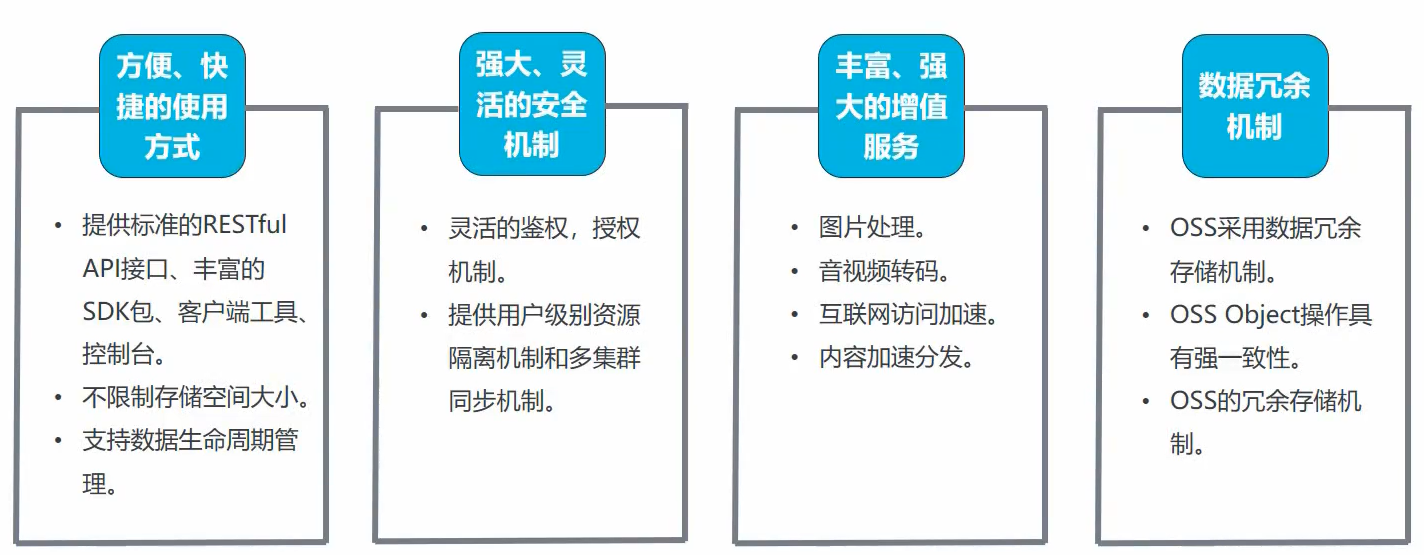 方便、快
捷的使用
方式
• 提供标准的RESTful
API接口、丰富的
SDK包、客户端工具、
控制台。
• 不限制存储空间大小。
• 支持数据生命周期管
理。
强大、灵
活的安全
机制
• 灵活的鉴权，授权
机制。
• 提供用户级别资源
隔离机制和多集群
同步机制。
丰富、强
大的增值
服务
• 图片处理。
• 音视频转码。
• 互联网访问加速。
• 内容加速分发。
数据冗余
机制
• OSS采用数据冗余
存储机制。
• OSS Object操作具
有强一致性。
• OSS的冗余存储机
制。